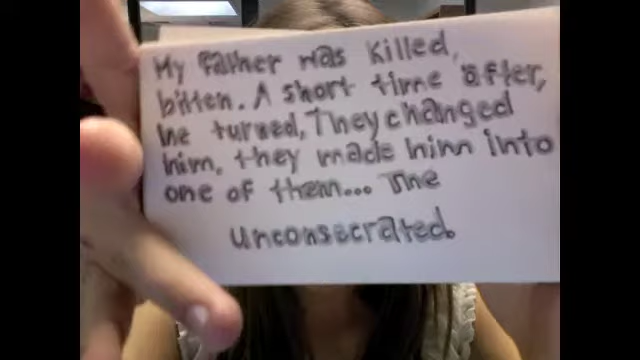 My father was killed,
bitten. A short time after,
he turned, They changed
him, they made him into
one of them... The
unconsecrated.